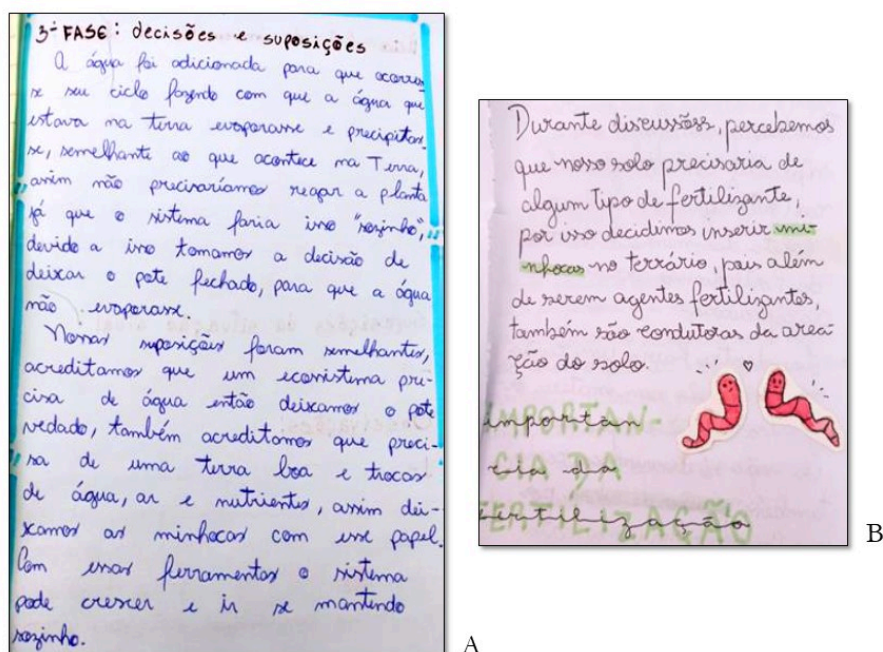 3ª FASE: decisões e suposições
A água foi adicionada para que ocorres
se seu ciclo fazendo com que a água que
estava na terra evaporasse e precipitas-
se, semelhante ao que acontece na Terra,
assim não precisaríamos regar a planta
já que o sistema faria isso "sozinho",
devido a isso tomamos a decisão de
deixar o pote fechado, para que a água
não evaporasse.
Nossas suposições foram semelhantes,
acreditamos que um ecossistema pre-
cisa de água então deixamos o pote
vedado, também acreditamos que preci-
sa de uma terra boa e trocas
de água, ar e nutrientes, assim dei-
xamos as minhocas com esse papel.
Com essas ferramentas o sistema
pode crescer e ir se mantendo
sozinho.
A
Durante discussões, percebemos
que nosso solo precisaria de
algum tipo de fertilizante,
por isso decidimos inserir mi-
nhocas no terrário, pois além
de serem agentes fertilizantes,
também são condutoras da area-
ção do solo.
IMPORTÂN-
CIA DA
FERTILIZAÇÃO
B